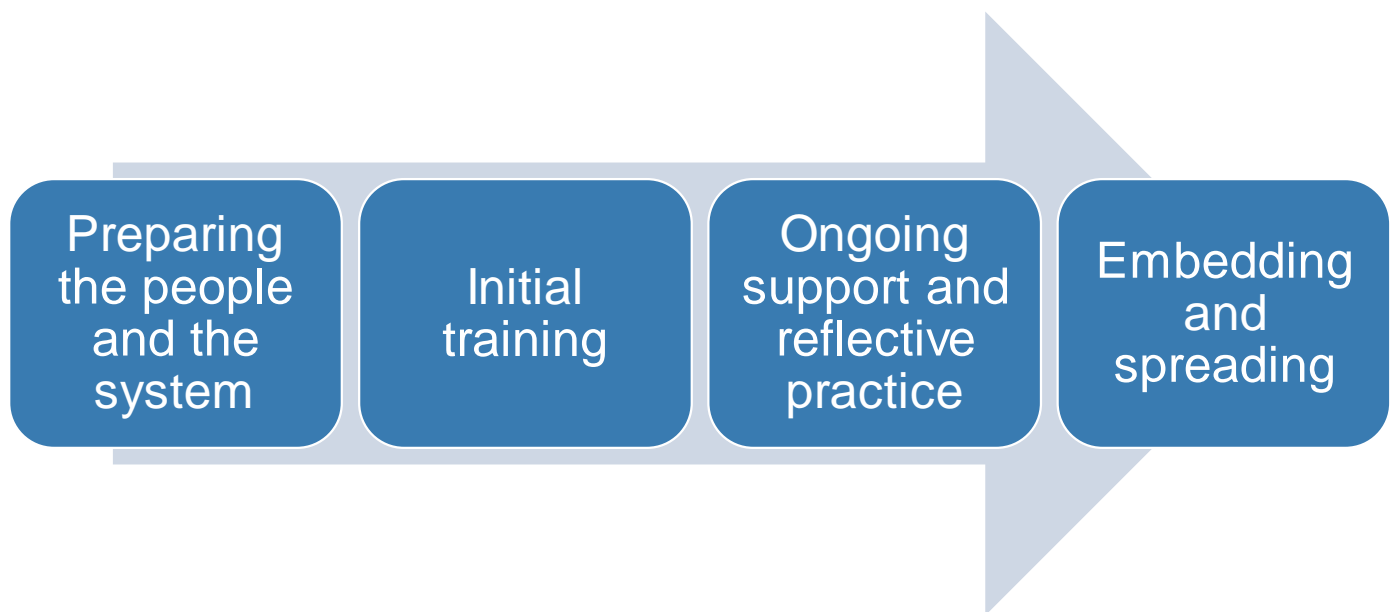 Preparing
the people
and the
system
Initial
training
Ongoing
support and
reflective
practice
Embedding
and
spreading